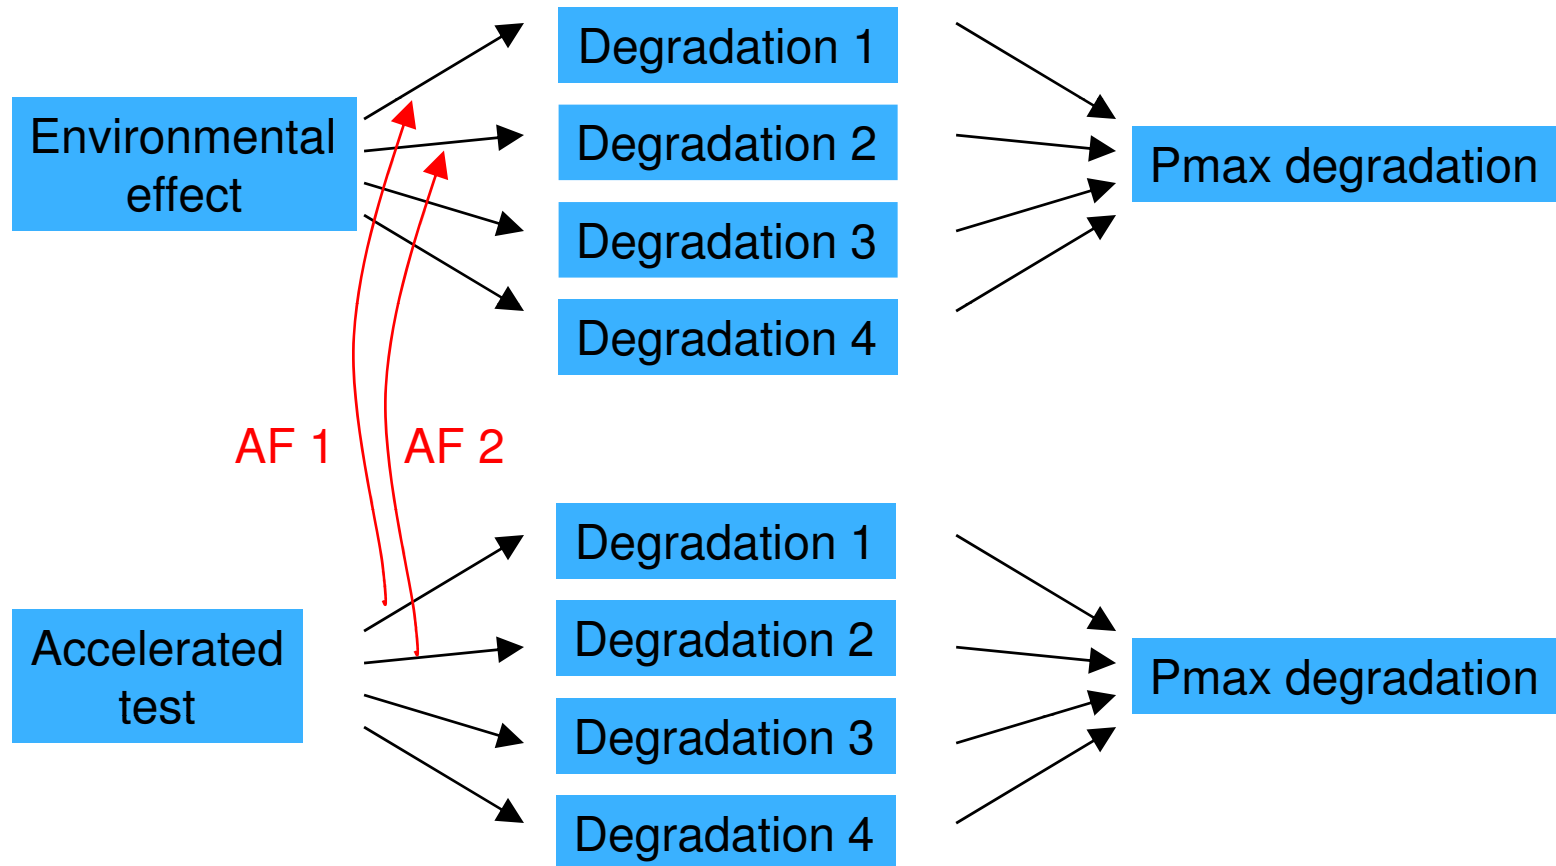 Degradation 1
Environmental
effect
Degradation 2
Pmax degradation
Degradation 3
Degradation 4
AF 1
AF 2
Degradation 1
Accelerated
test
Degradation 2
Pmax degradation
Degradation 3
Degradation 4